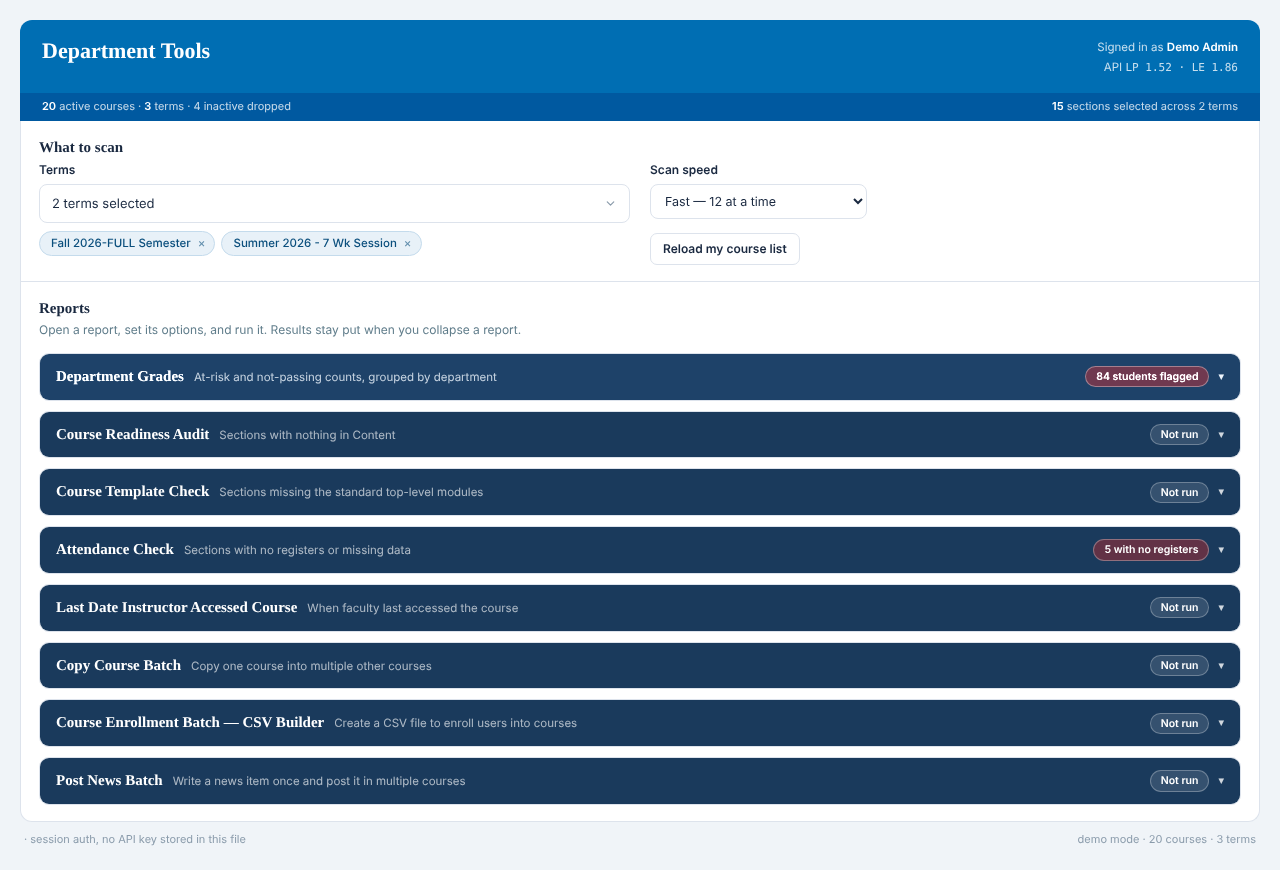 Department Tools
Signed in as Demo Admin
API LP 1.52 · LE 1.86
20 active courses · 3 terms · 4 inactive dropped
15 sections selected across 2 terms
What to scan
Terms
Scan speed
2 terms selected
Fast — 12 at a time
Fall 2026-FULL Semester ×
Summer 2026 - 7 Wk Session ×
Reload my course list
Reports
Open a report, set its options, and run it. Results stay put when you collapse a report.
Department Grades At-risk and not-passing counts, grouped by department 84 students flagged ▾
Course Readiness Audit Sections with nothing in Content Not run ▾
Course Template Check Sections missing the standard top-level modules Not run ▾
Attendance Check Sections with no registers or missing data 5 with no registers ▾
Last Date Instructor Accessed Course When faculty last accessed the course Not run ▾
Copy Course Batch Copy one course into multiple other courses Not run ▾
Course Enrollment Batch — CSV Builder Create a CSV file to enroll users into courses Not run ▾
Post News Batch Write a news item once and post it in multiple courses Not run ▾
· session auth, no API key stored in this file
demo mode · 20 courses · 3 terms